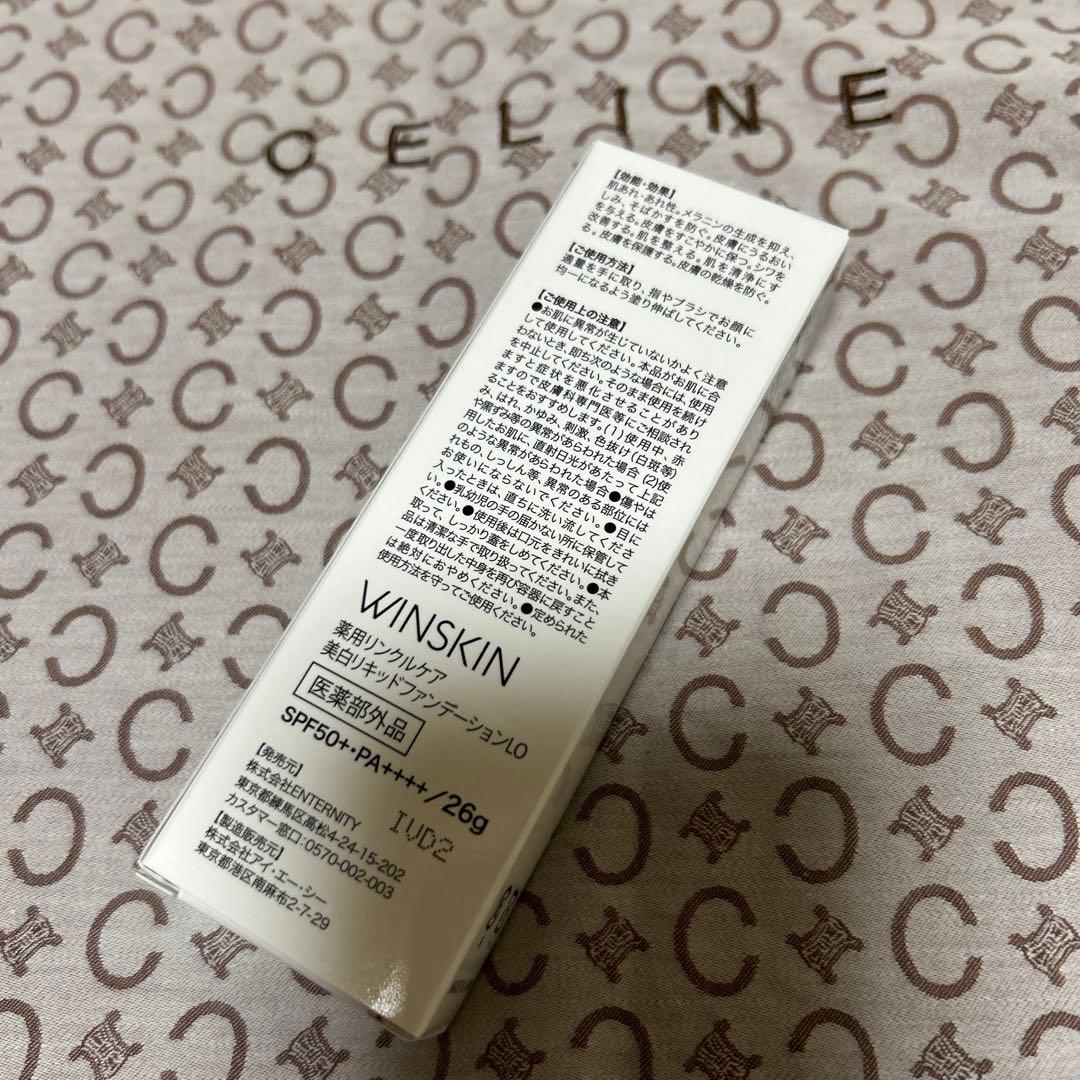 CELINE
【効能・効果】
肌あれ・あれ性。メラニンの生成を抑え、
しみ、そばかすを防ぐ。皮膚にうるおい
を与える。皮膚をすこやかに保つ。シワを
改善する。肌を整える。肌を清浄にす
る。皮膚を保護する。皮膚の乾燥を防ぐ。
【ご使用方法】
適量を手に取り、指やブラシでお顔に
均一になるよう塗り伸ばしてください。
【ご使用上の注意】
●お肌に異常が生じていないかよく注意
して使用してください。本品がお肌に合
わないとき、即ち次のような場合には、使用
を中止してください。そのまま使用を続け
ますと症状を悪化させることがあり
ますので皮膚科専門医等にご相談され
ることをおすすめします。(1)使用中、赤
み、はれ、かゆみ、刺激、色抜け(白斑等)
や黒ずみ等の異常があらわれた場合 (2)使
用したお肌に、直射日光があたって上記
のような異常があらわれた場合●傷やは
れもの、しっしん等、異常のある部位には
お使いにならないでください。●目に
入ったときは、直ちに洗い流してくださ
い。●乳幼児の手の届かない所に保管して
ください。●使用後は口元をきれいに拭き
取って、しっかり蓋をしめてください。●本
品は清潔な手で取り扱ってください。また、
一度取り出した中身を再び容器に戻すこと
は絶対におやめください。●定められた
使用方法を守ってご使用ください。
WINSKIN
薬用リンクルケア
美白リキッドファンデーションLO
医薬部外品
SPF50+・PA++++/26g
【発売元】
株式会社ENTERNITY
東京都練馬区高松4-24-15-202
カスタマー窓口：0570-002-003
【製造販売元】
株式会社アイ・エー・シー
東京都港区南麻布2-7-29
IVD2